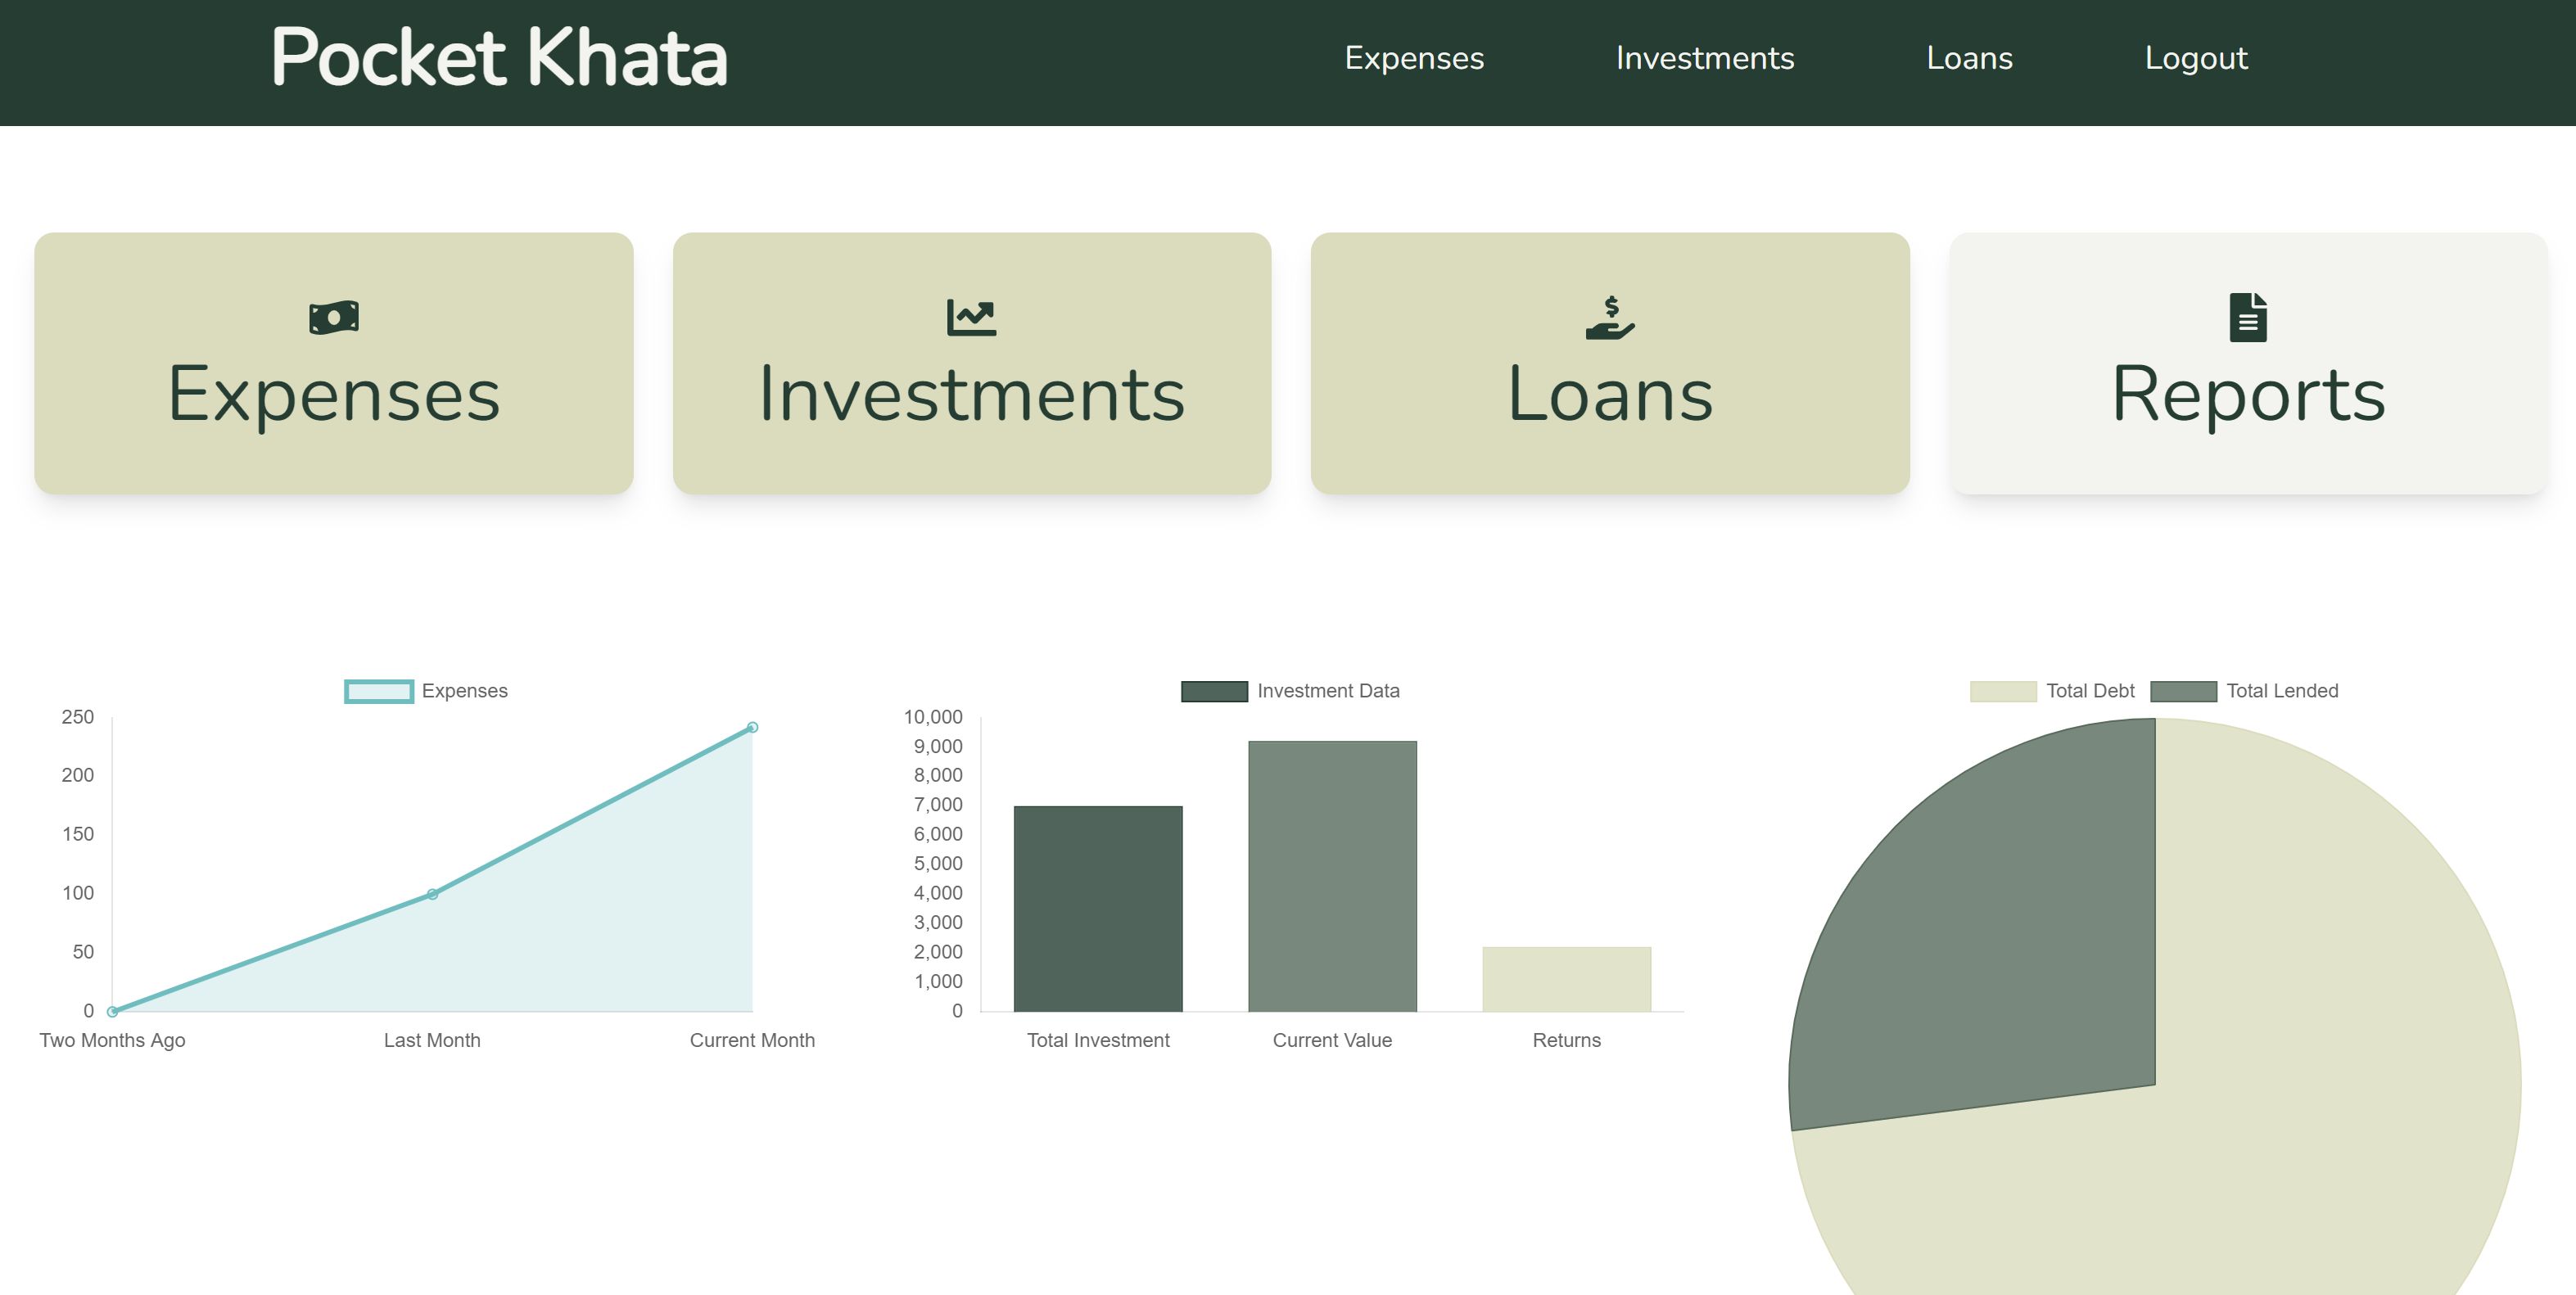 Pocket Khata
Expenses Investments Loans Logout
Expenses
Investments
Loans
Reports
Expenses
250
200
150
100
50
0
Two Months Ago Last Month Current Month
Investment Data
10,000
9,000
8,000
7,000
6,000
5,000
4,000
3,000
2,000
1,000
0
Total Investment Current Value Returns
Total Debt Total Lended